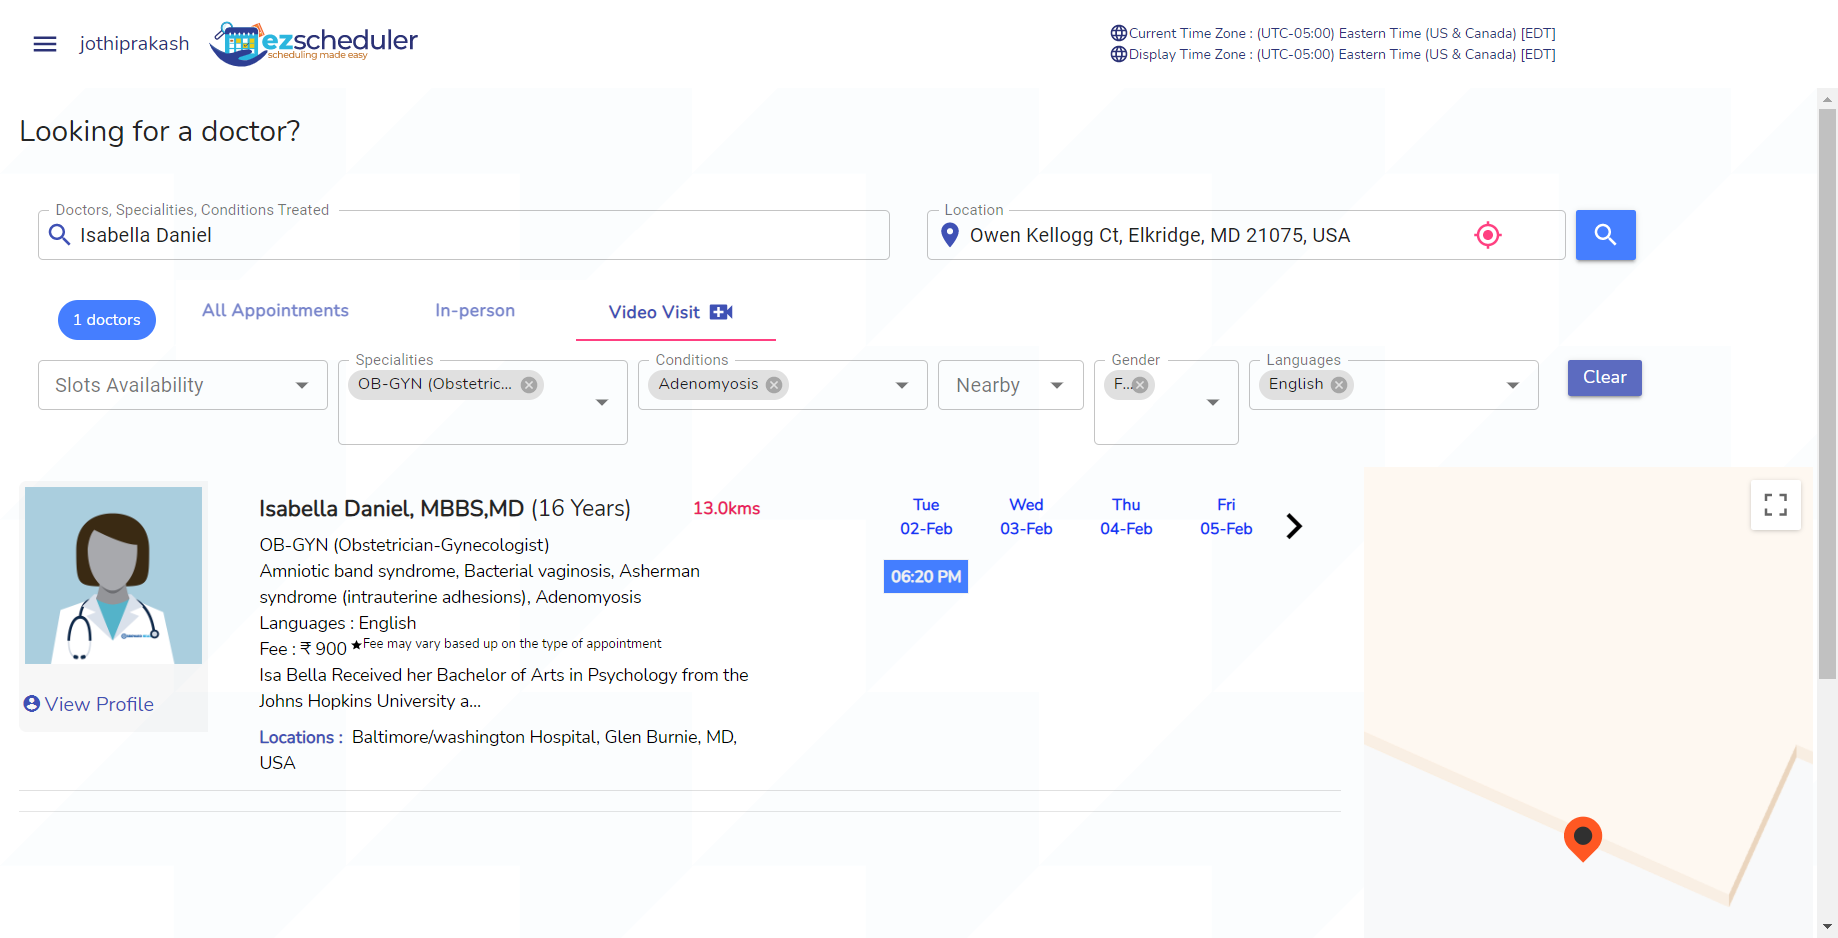 jothiprakash
ezscheduler
scheduling made easy
Current Time Zone : (UTC-05:00) Eastern Time (US & Canada) [EDT]
Display Time Zone : (UTC-05:00) Eastern Time (US & Canada) [EDT]
Looking for a doctor?
Doctors, Specialities, Conditions Treated
Isabella Daniel
Location
Owen Kellogg Ct, Elkridge, MD 21075, USA
1 doctors
All Appointments
In-person
Video Visit
Slots Availability
Specialities
OB-GYN (Obstetric...
Conditions
Adenomyosis
Nearby
Gender
F...
Languages
English
Clear
Isabella Daniel, MBBS,MD (16 Years)
13.0kms
OB-GYN (Obstetrician-Gynecologist)
Amniotic band syndrome, Bacterial vaginosis, Asherman
syndrome (intrauterine adhesions), Adenomyosis
Languages : English
Fee : ₹ 900 ★Fee may vary based up on the type of appointment
Isa Bella Received her Bachelor of Arts in Psychology from the
Johns Hopkins University a...
Locations : Baltimore/washington Hospital, Glen Burnie, MD,
USA
View Profile
Tue
02-Feb
Wed
03-Feb
Thu
04-Feb
Fri
05-Feb
06:20 PM